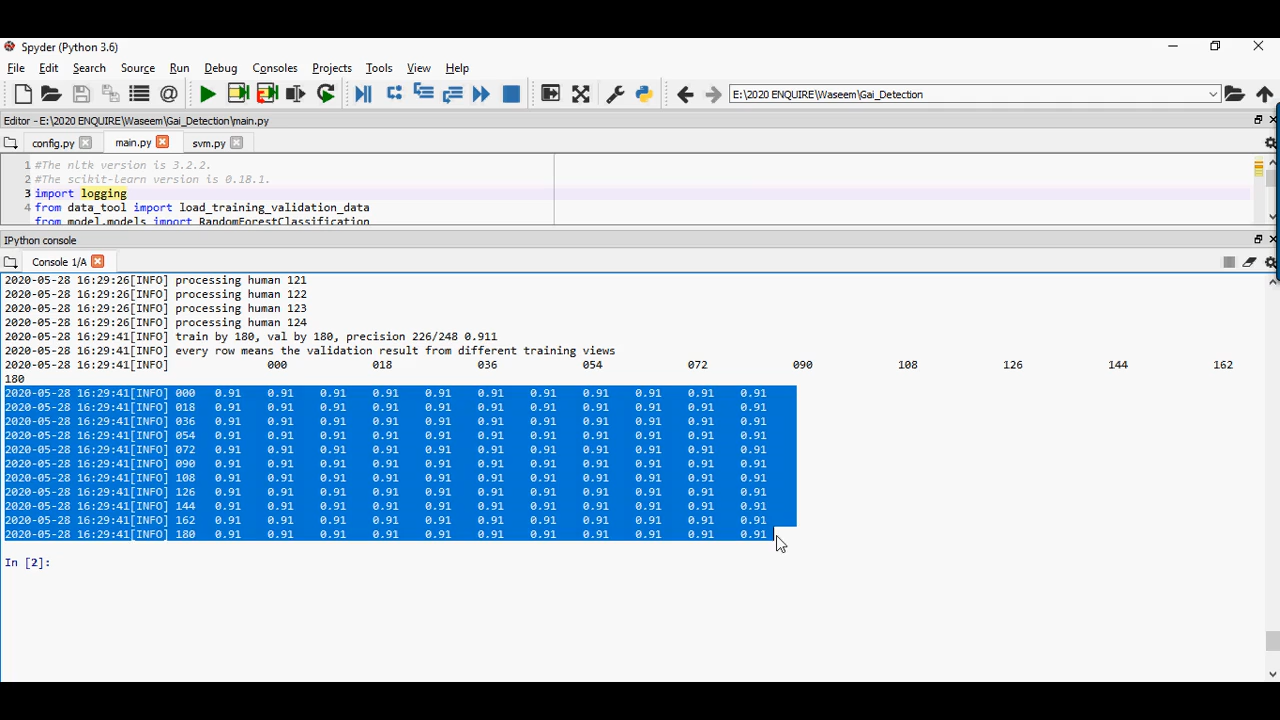 Spyder (Python 3.6)
File Edit Search Source Run Debug Consoles Projects Tools View Help
E:\2020 ENQUIRE\Waseem\Gai_Detection
Editor - E:\2020 ENQUIRE\Waseem\Gai_Detection\main.py
config.py main.py svm.py
1 #The nltk version is 3.2.2.
2 #The scikit-learn version is 0.18.1.
3 import logging
4 from data_tool import load_training_validation_data
from model.models import RandomForestClassification
IPython console
Console 1/A
2020-05-28 16:29:26[INFO] processing human 121
2020-05-28 16:29:26[INFO] processing human 122
2020-05-28 16:29:26[INFO] processing human 123
2020-05-28 16:29:26[INFO] processing human 124
2020-05-28 16:29:41[INFO] train by 180, val by 180, precision 226/248 0.911
2020-05-28 16:29:41[INFO] every row means the validation result from different training views
2020-05-28 16:29:41[INFO] 000 018 036 054 072 090 108 126 144 162
180
2020-05-28 16:29:41[INFO] 000 0.91 0.91 0.91 0.91 0.91 0.91 0.91 0.91 0.91 0.91 0.91
2020-05-28 16:29:41[INFO] 018 0.91 0.91 0.91 0.91 0.91 0.91 0.91 0.91 0.91 0.91 0.91
2020-05-28 16:29:41[INFO] 036 0.91 0.91 0.91 0.91 0.91 0.91 0.91 0.91 0.91 0.91 0.91
2020-05-28 16:29:41[INFO] 054 0.91 0.91 0.91 0.91 0.91 0.91 0.91 0.91 0.91 0.91 0.91
2020-05-28 16:29:41[INFO] 072 0.91 0.91 0.91 0.91 0.91 0.91 0.91 0.91 0.91 0.91 0.91
2020-05-28 16:29:41[INFO] 090 0.91 0.91 0.91 0.91 0.91 0.91 0.91 0.91 0.91 0.91 0.91
2020-05-28 16:29:41[INFO] 108 0.91 0.91 0.91 0.91 0.91 0.91 0.91 0.91 0.91 0.91 0.91
2020-05-28 16:29:41[INFO] 126 0.91 0.91 0.91 0.91 0.91 0.91 0.91 0.91 0.91 0.91 0.91
2020-05-28 16:29:41[INFO] 144 0.91 0.91 0.91 0.91 0.91 0.91 0.91 0.91 0.91 0.91 0.91
2020-05-28 16:29:41[INFO] 162 0.91 0.91 0.91 0.91 0.91 0.91 0.91 0.91 0.91 0.91 0.91
2020-05-28 16:29:41[INFO] 180 0.91 0.91 0.91 0.91 0.91 0.91 0.91 0.91 0.91 0.91 0.91
In [2]: